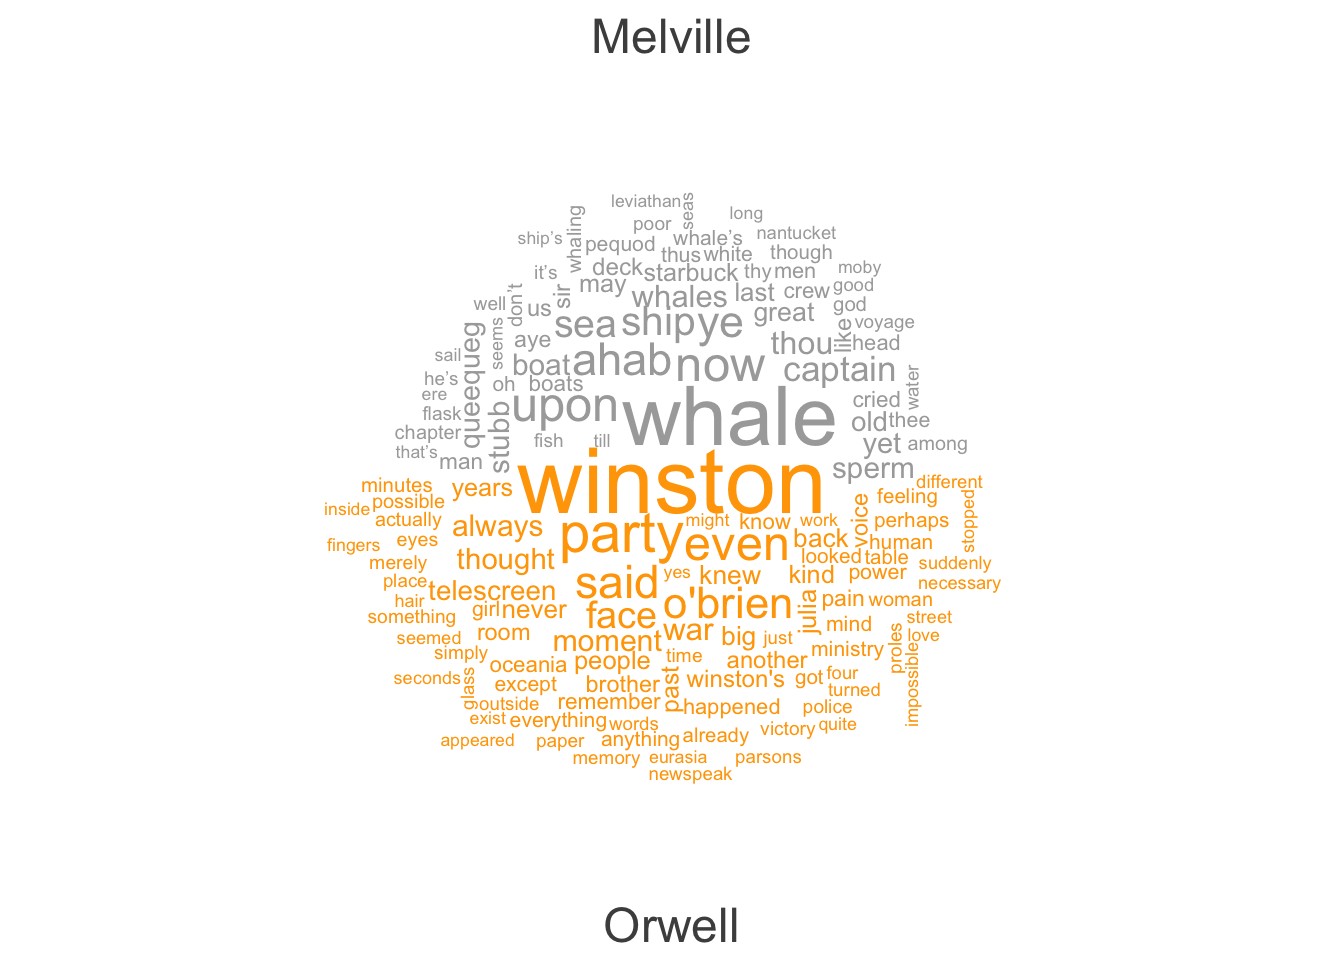 Melville
leviathan seas long
poor
ship’s whaling pequod whale’s nantucket
thus white though
it’s deck starbuck thy men moby
well don’t sir may whales last crew good
us god
sea ship ye great voyage
queequeg seems aye thou like head
sail boat ahab now captain
he’s oh boats water
ere
flask stubb upon whale cried
chapter old thee
that’s fish till yet among
man sperm
winston
minutes years different
inside possible feeling
actually always party might know work voice perhaps stopped
fingers eyes even back human
merely thought looked table suddenly
place said yes knew kind power necessary
hair telescreen
something girl never face o'brien julia pain woman street
seemed room moment war big just mind proles love
simply oceania people time another ministry impossible
seconds glass except brother past winston's got four
outside remember happened turned
exist everything words police
appeared paper anything already victory quite
memory eurasia parsons
newspeak
Orwell